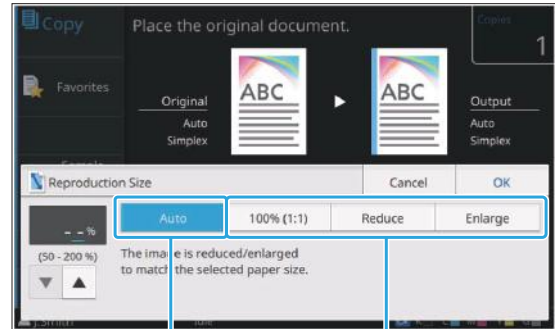 Copy
Place the original document.
Copies
1
Favorites
Original
Auto
Simplex
ABC
ABC
Output
Auto
Simplex
Sample
Reproduction Size
Cancel
OK
- - %
(50 - 200 %)
Auto
100% (1:1)
Reduce
Enlarge
The image is reduced/enlarged
to match the selected paper size.
J.Smith
Idle